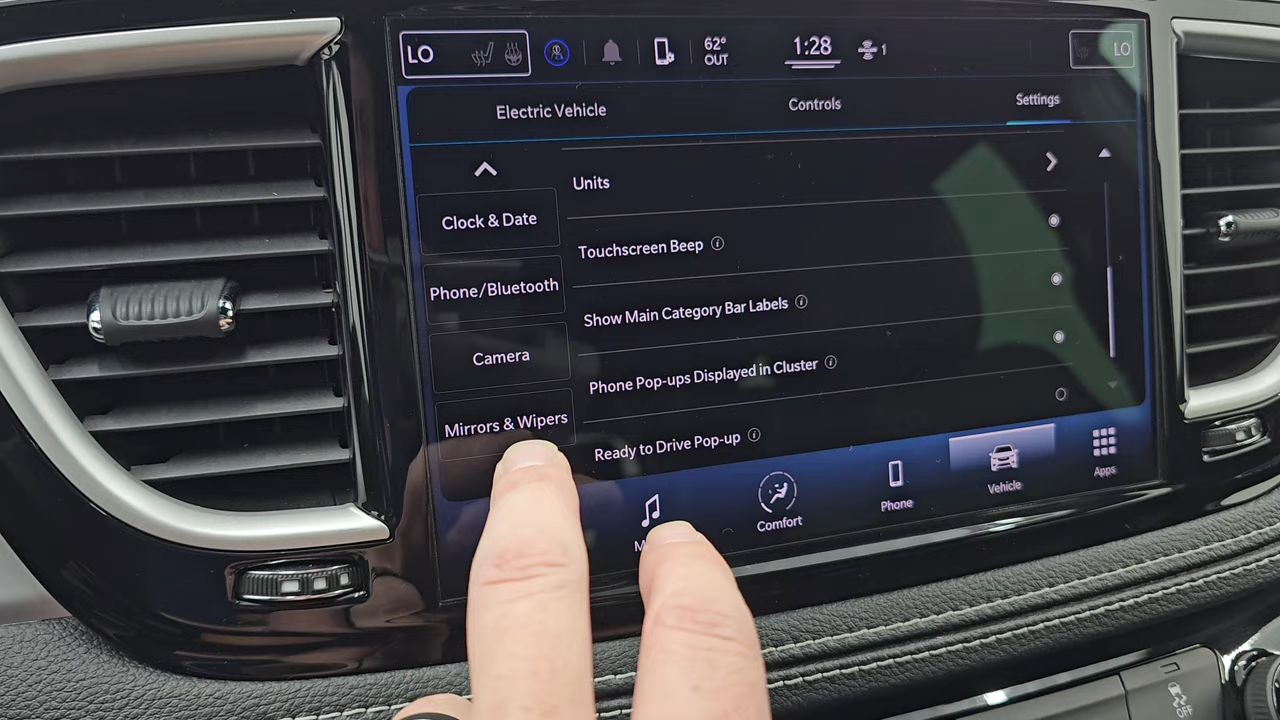 LO
62°
OUT
1:28
1
LO
Electric Vehicle
Controls
Settings
Units
Clock & Date
Touchscreen Beep
Phone/Bluetooth
Show Main Category Bar Labels
Camera
Phone Pop-ups Displayed in Cluster
Mirrors & Wipers
Ready to Drive Pop-up
Comfort
Phone
Vehicle
Apps
OFF